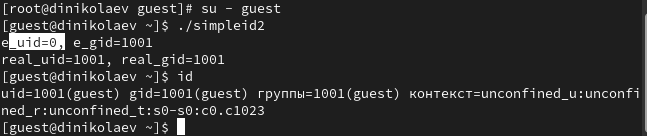 [root@dinikolaev guest]# su - guest
[guest@dinikolaev ~]$ ./simpleid2
e_uid=0, e_gid=1001
real_uid=1001, real_gid=1001
[guest@dinikolaev ~]$ id
uid=1001(guest) gid=1001(guest) группы=1001(guest) контекст=unconfined_u:unconfi
ned_r:unconfined_t:s0-s0:c0.c1023
[guest@dinikolaev ~]$